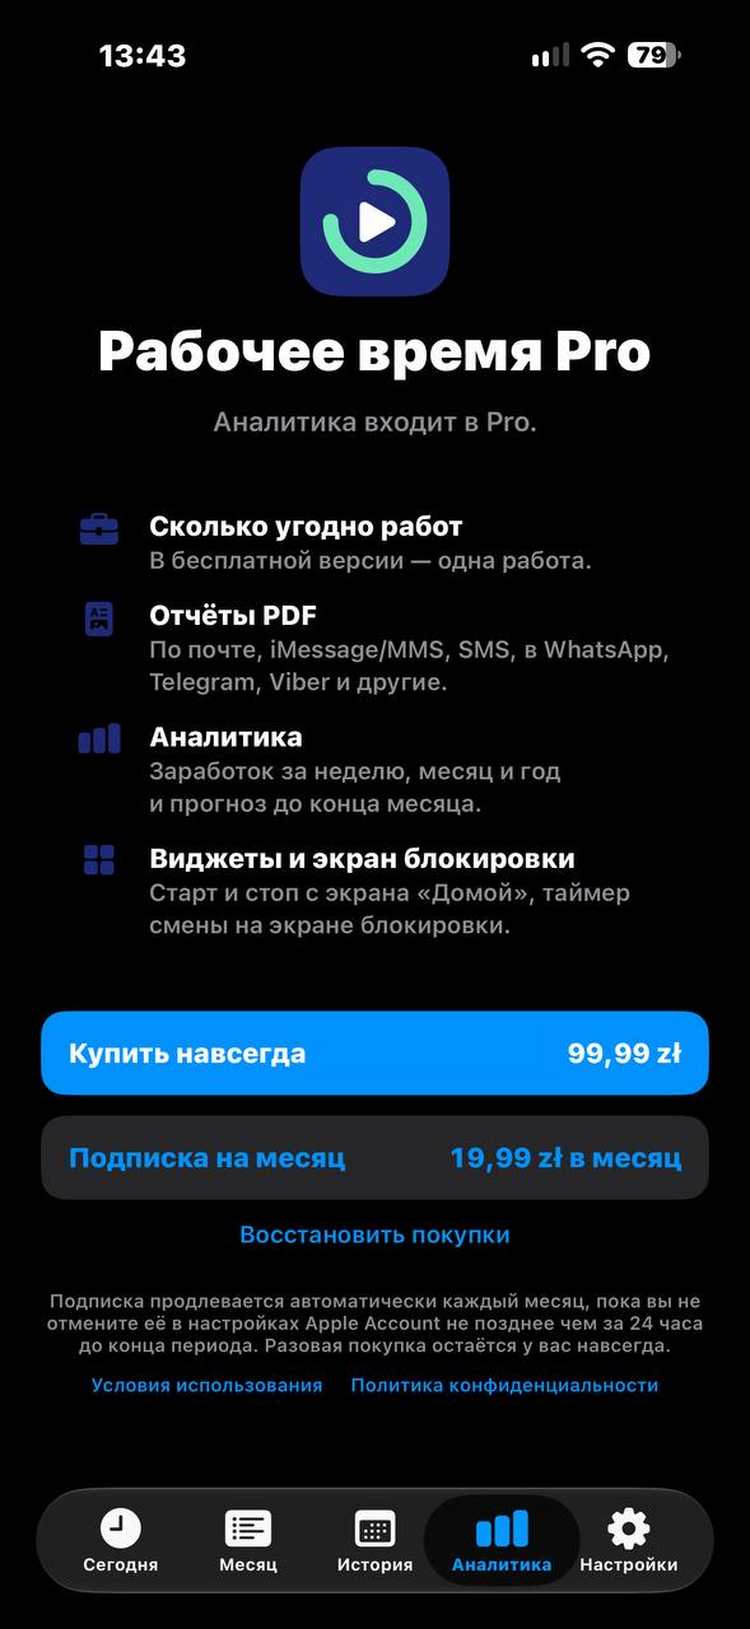 13:43
79
Рабочее время Pro
Аналитика входит в Pro.
Сколько угодно работ
В бесплатной версии — одна работа.
Отчёты PDF
По почте, iMessage/MMS, SMS, в WhatsApp,
Telegram, Viber и другие.
Аналитика
Заработок за неделю, месяц и год
и прогноз до конца месяца.
Виджеты и экран блокировки
Старт и стоп с экрана «Домой», таймер
смены на экране блокировки.
Купить навсегда 99,99 zł
Подписка на месяц 19,99 zł в месяц
Восстановить покупки
Подписка продлевается автоматически каждый месяц, пока вы не
отмените её в настройках Apple Account не позднее чем за 24 часа
до конца периода. Разовая покупка остаётся у вас навсегда.
Условия использования Политика конфиденциальности
Сегодня Месяц История Аналитика Настройки